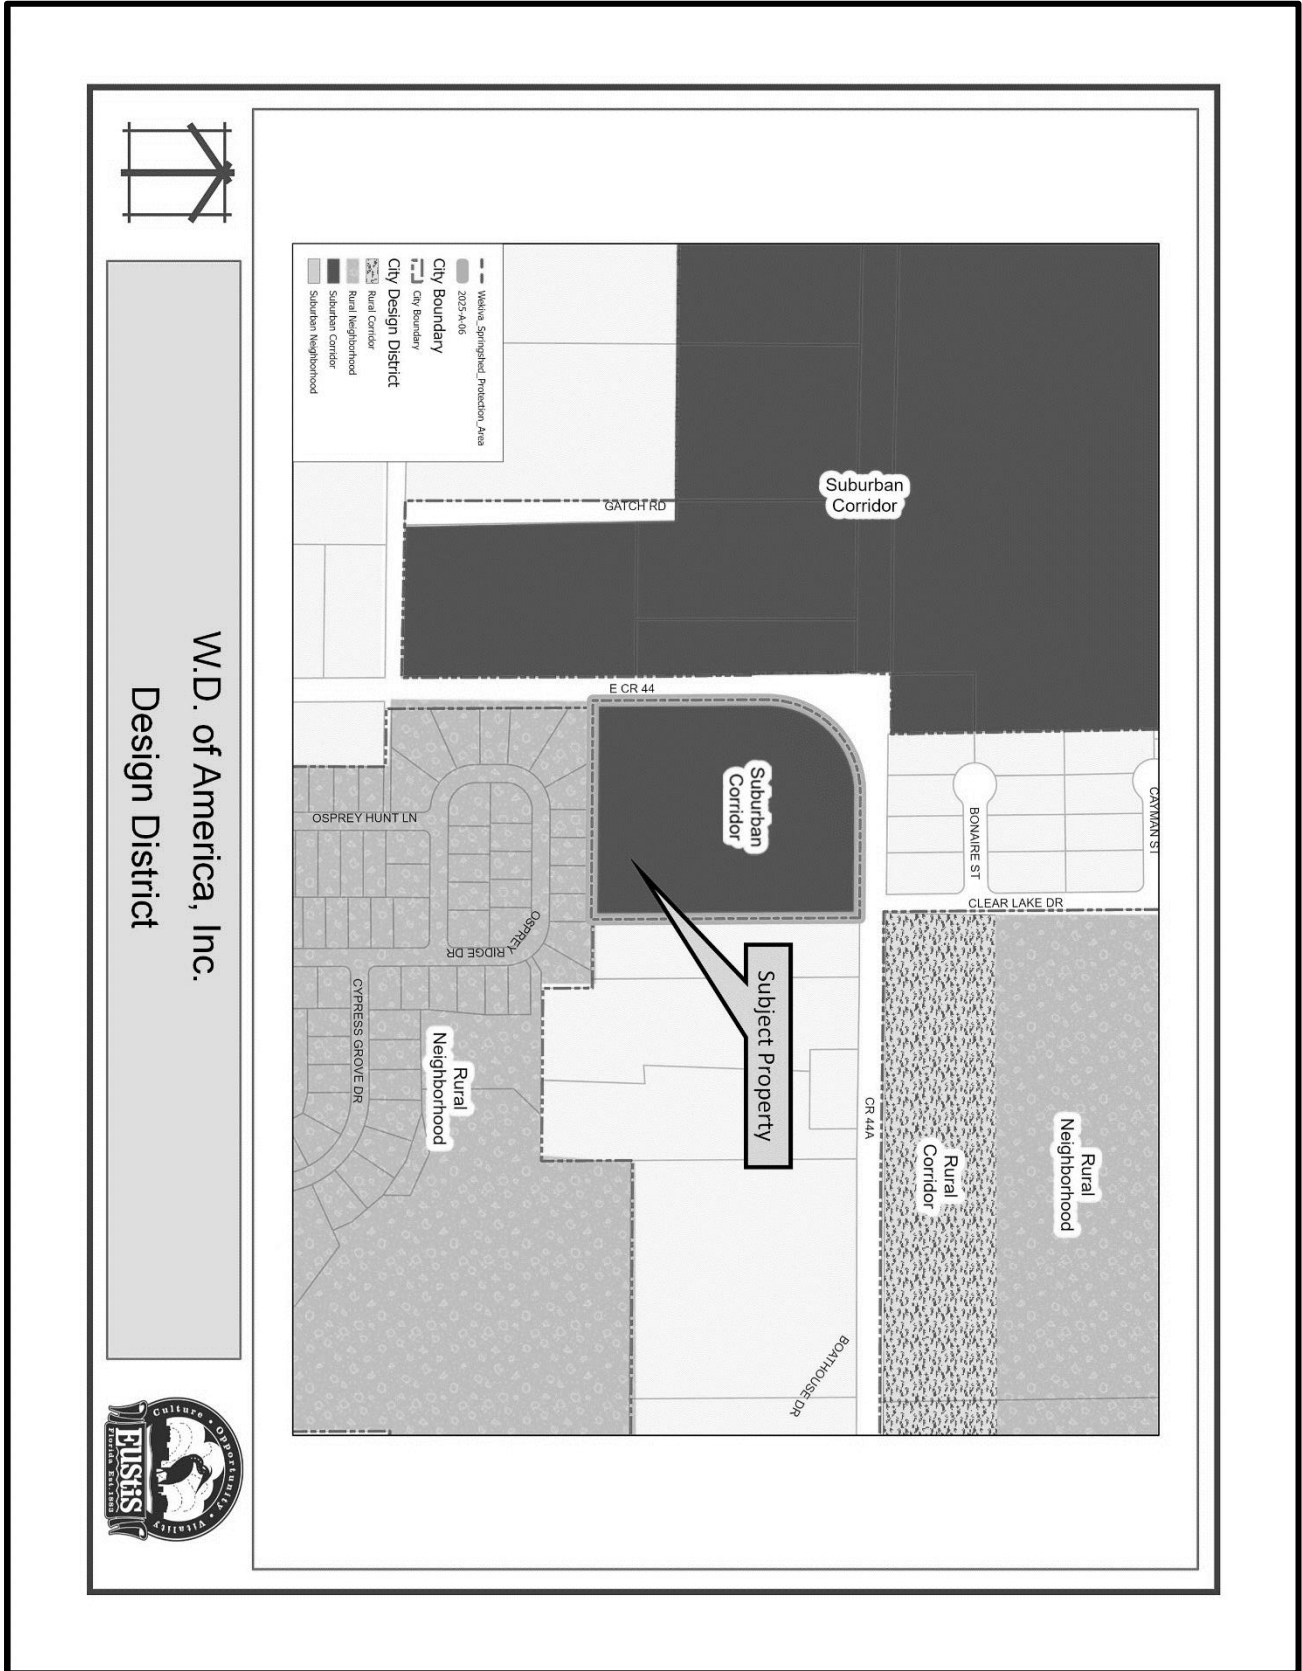 W.D. of America, Inc.
Design District
Suburban
Corridor
CAYMAN ST
BONAIRE ST
CLEAR LAKE DR
Rural
Neighborhood
Rural
Corridor
CR 44A
BOATHOUSE DR
GATCH RD
E CR 44
Suburban
Corridor
Subject Property
OSPREY HUNT LN
OSPREY RIDGE DR
CYPRESS GROVE DR
Rural
Neighborhood
Wekiva_Springshed_Protection_Area
2025-A-06
City Boundary
City Boundary
City Design District
Rural Corridor
Rural Neighborhood
Suburban Corridor
Suburban Neighborhood
Culture • Opportunity • Vitality
EUSTIS
Florida Est. 1883